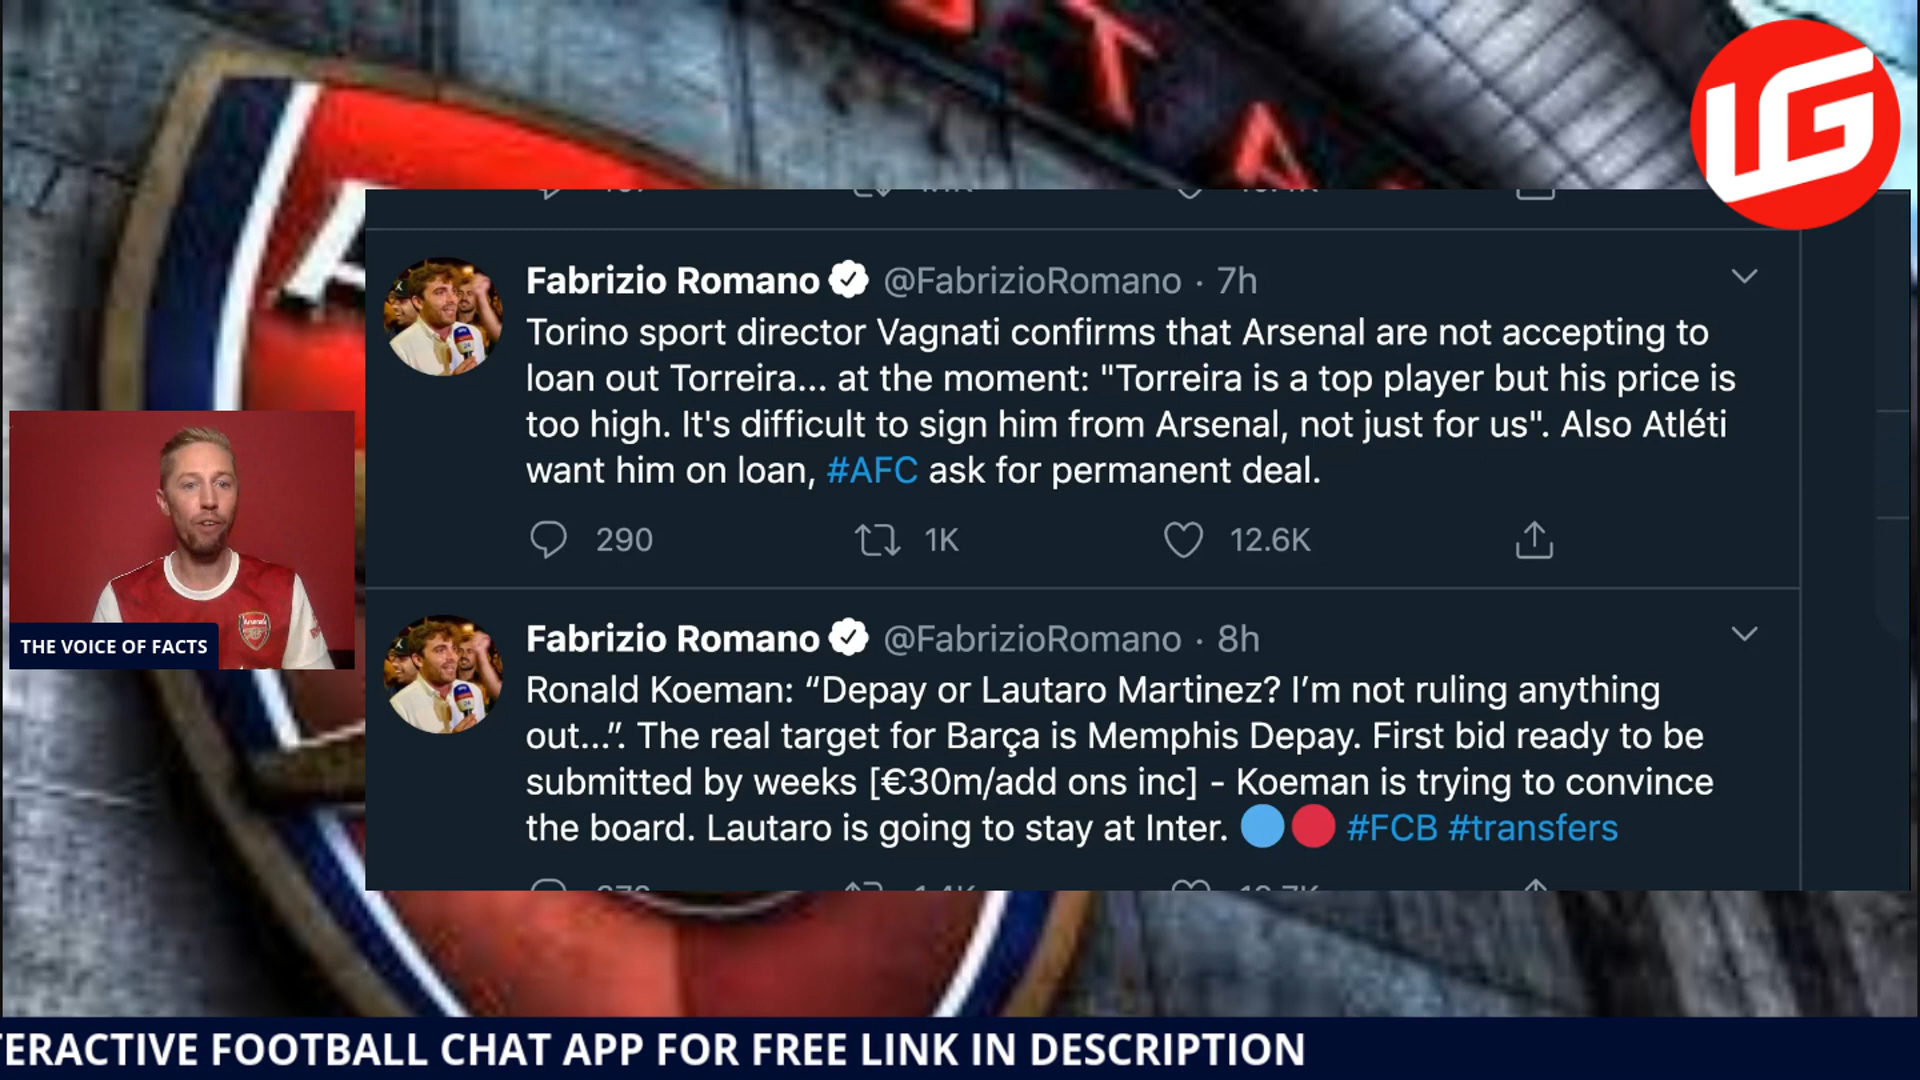 TA
LG
A
Fabrizio Romano @FabrizioRomano · 7h
Torino sport director Vagnati confirms that Arsenal are not accepting to
loan out Torreira... at the moment: "Torreira is a top player but his price is
too high. It's difficult to sign him from Arsenal, not just for us". Also Atléti
want him on loan, #AFC ask for permanent deal.
290 1K 12.6K
Arsenal
THE VOICE OF FACTS
Fabrizio Romano @FabrizioRomano · 8h
Ronald Koeman: “Depay or Lautaro Martinez? I’m not ruling anything
out...”. The real target for Barça is Memphis Depay. First bid ready to be
submitted by weeks [€30m/add ons inc] - Koeman is trying to convince
the board. Lautaro is going to stay at Inter. 🔵🔴 #FCB #transfers
TERACTIVE FOOTBALL CHAT APP FOR FREE LINK IN DESCRIPTION